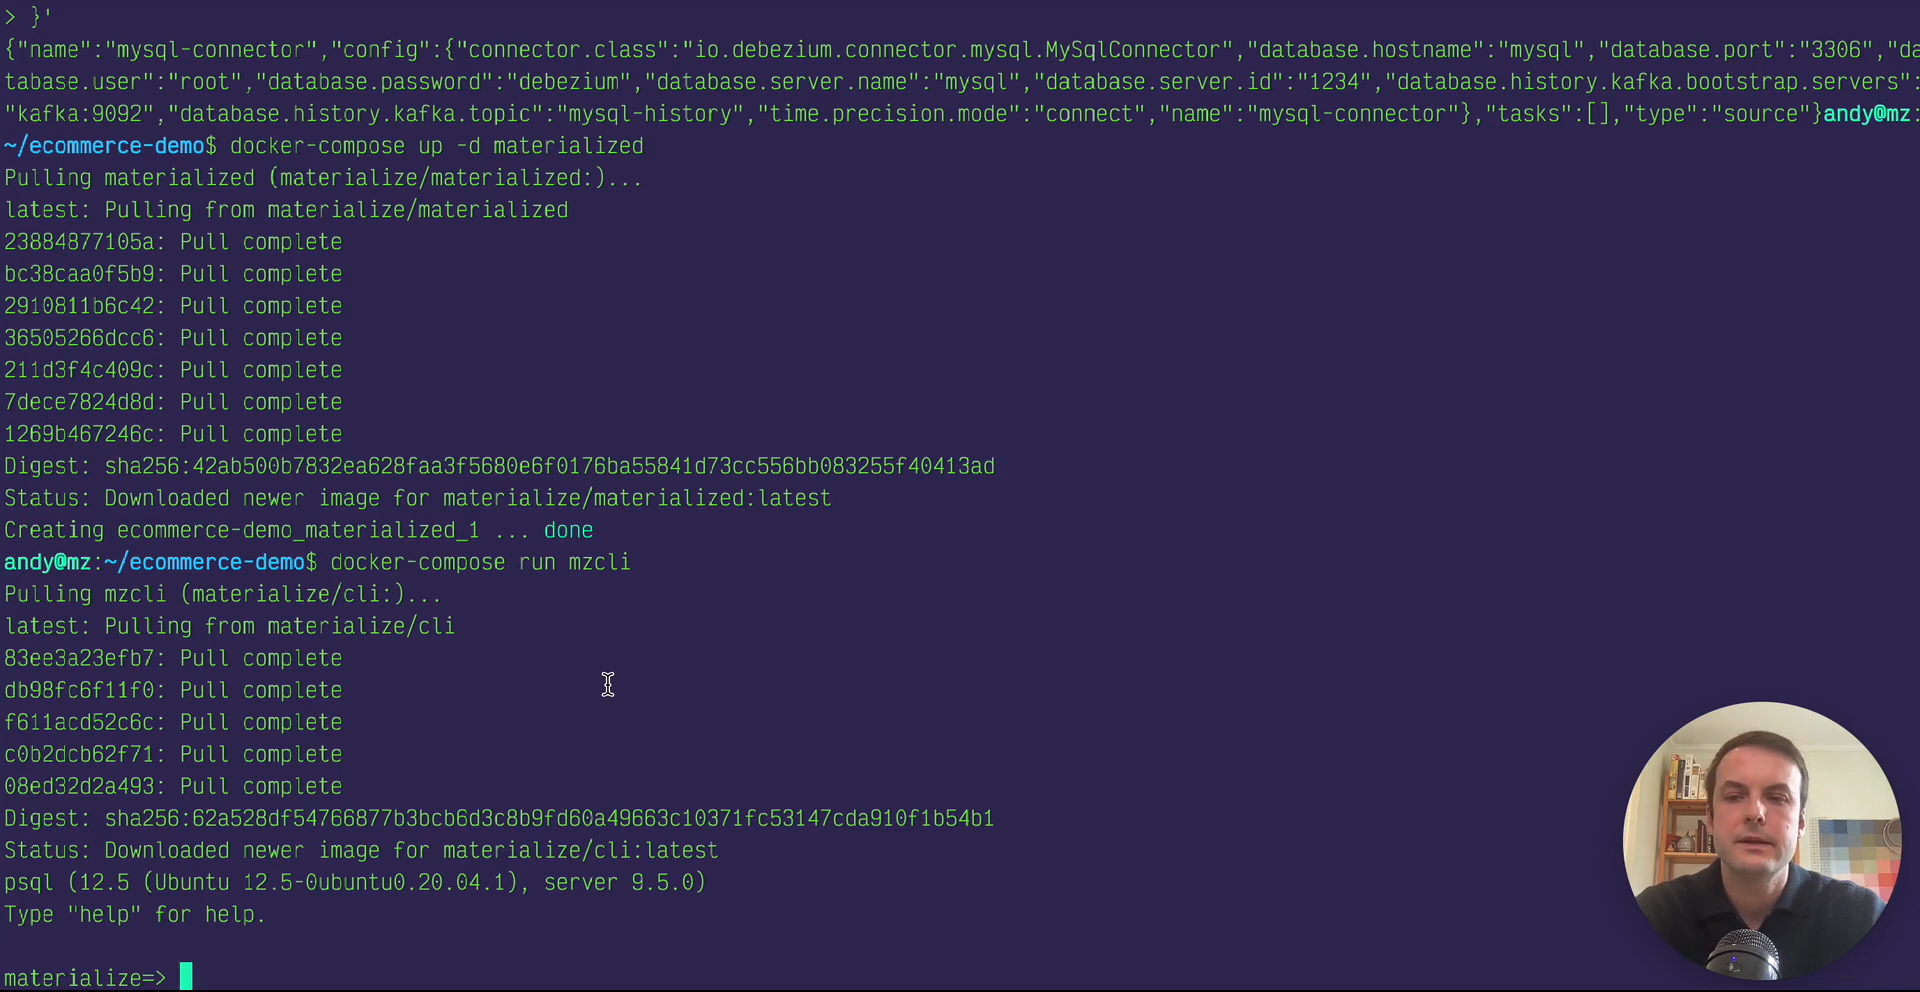 > }'
{"name":"mysql-connector","config":{"connector.class":"io.debezium.connector.mysql.MySqlConnector","database.hostname":"mysql","database.port":"3306","da
tabase.user":"root","database.password":"debezium","database.server.name":"mysql","database.server.id":"1234","database.history.kafka.bootstrap.servers":
"kafka:9092","database.history.kafka.topic":"mysql-history","time.precision.mode":"connect","name":"mysql-connector"},"tasks":[],"type":"source"}andy@mz:
~/ecommerce-demo$ docker-compose up -d materialized
Pulling materialized (materialize/materialized:)...
latest: Pulling from materialize/materialized
23884877105a: Pull complete
bc38caa0f5b9: Pull complete
2910811b6c42: Pull complete
36505266dcc6: Pull complete
211d3f4c409c: Pull complete
7dece7824d8d: Pull complete
1269b467246c: Pull complete
Digest: sha256:42ab500b7832ea628faa3f5680e6f0176ba55841d73cc556bb083255f40413ad
Status: Downloaded newer image for materialize/materialized:latest
Creating ecommerce-demo_materialized_1 ... done
andy@mz:~/ecommerce-demo$ docker-compose run mzcli
Pulling mzcli (materialize/cli:)...
latest: Pulling from materialize/cli
83ee3a23efb7: Pull complete
db98fc6f11f0: Pull complete
f611acd52c6c: Pull complete
c0b2dcb62f71: Pull complete
08ed32d2a493: Pull complete
Digest: sha256:62a528df54766877b3bcb6d3c8b9fd60a49663c10371fc53147cda910f1b54b1
Status: Downloaded newer image for materialize/cli:latest
psql (12.5 (Ubuntu 12.5-0ubuntu0.20.04.1), server 9.5.0)
Type "help" for help.
materialize=>